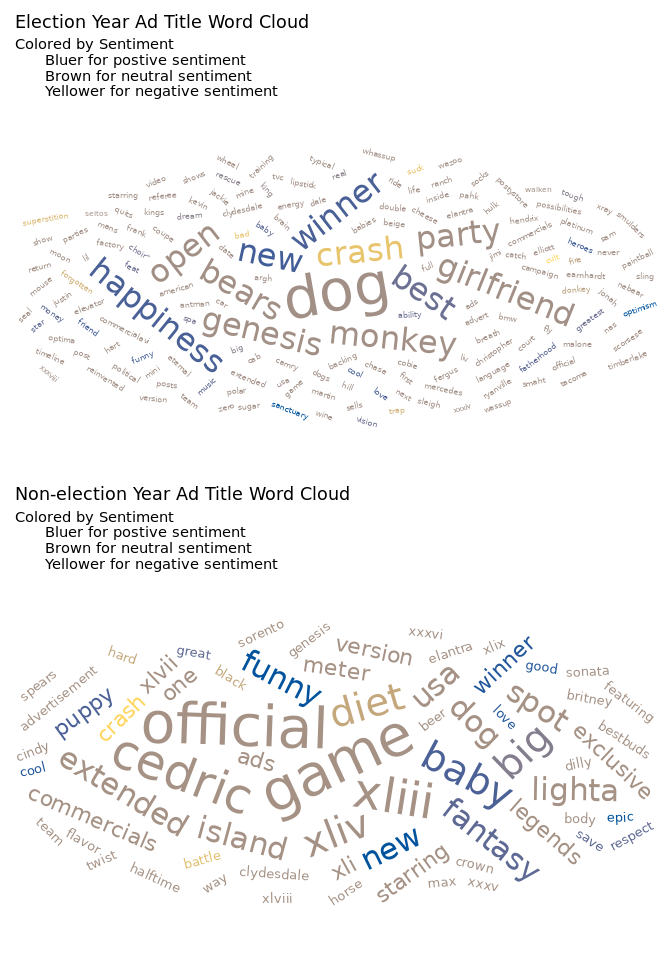 Election Year Ad Title Word Cloud
Colored by Sentiment
Bluer for postive sentiment
Brown for neutral sentiment
Yellower for negative sentiment
whassup
wheel
training
typical
wazoo
video
shows
rescue
tvc
lipstick
real
suck
ride
life
ranch
socks
starring
referee
kevin
jackie
mine
king
winner
inside
pahk
potty
walken
tough
superstition
seltos
quits
kings
dream
clydesdale
energy
dale
double
cheese
elantra
hulk
possibilities
xray
smulders
show
parties
mans
frank
coupe
open
bad
baby
brain
babies
beige
party
hendrix
commercials
platinum
sam
moon
lil
factory
choir
date
new
crash
jimi
catch
elliott
heroes
never
paintball
return
forgotten
feat
bears
argh
dog
full
girlfriend
campaign
cult
fire
earnhardt
sling
mouse
justin
happiness
american
best
donkey
jonah
nebear
seal
money
elevator
antman
car
ads
greatest
optimism
star
friend
spa
genesis
monkey
ability
advert
bmw
fly
nas
scorsese
optima
hart
big
cab
breath
court
malone
timeline
post
political
funny
eternal
camry
backing
chase
cobie
liv
christopher
fatherhood
official
timberlake
xxxvii
reinvented
mini
music
extended
usa
dogs
cool
first
fergus
language
tacoma
posts
polar
game
martin
hill
love
next
mercedes
ryanville
smaht
version
team
zero
sugar
sanctuary
wine
sells
trap
sleigh
xxxiv
wassup
vision
Non-election Year Ad Title Word Cloud
Colored by Sentiment
Bluer for postive sentiment
Brown for neutral sentiment
Yellower for negative sentiment
sorento
genesis
xxxvi
hard
great
version
elantra
xlix
winner
xlvii
funny
meter
good
sonata
spears
advertisement
one
black
usa
britney
featuring
puppy
crash
diet
beer
dog
love
spot
bestbuds
cindy
cool
official
ads
game
big
exclusive
dilly
extended
cedric
xliii
baby
lighta
commercials
island
xliv
fantasy
legends
body
epic
team
flavor
new
save
respect
twist
battle
xli
starring
crown
halftime
way
clydesdale
horse
max
xxxv
xlviii